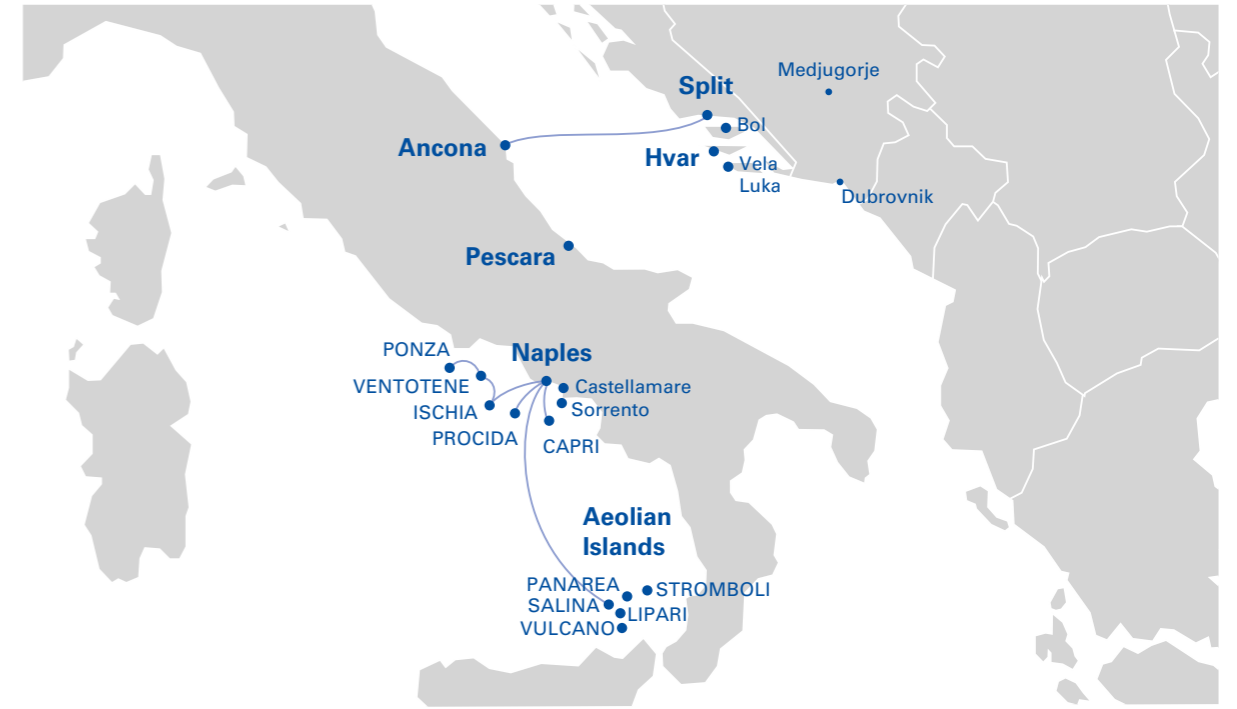 Medjugorje
Split
Bol
Ancona
Hvar
Vela
Luka
Dubrovnik
Pescara
PONZA
Naples
VENTOTENE
Castellamare
ISCHIA
Sorrento
PROCIDA
CAPRI
Aeolian
Islands
PANAREA
STROMBOLI
SALINA
LIPARI
VULCANO